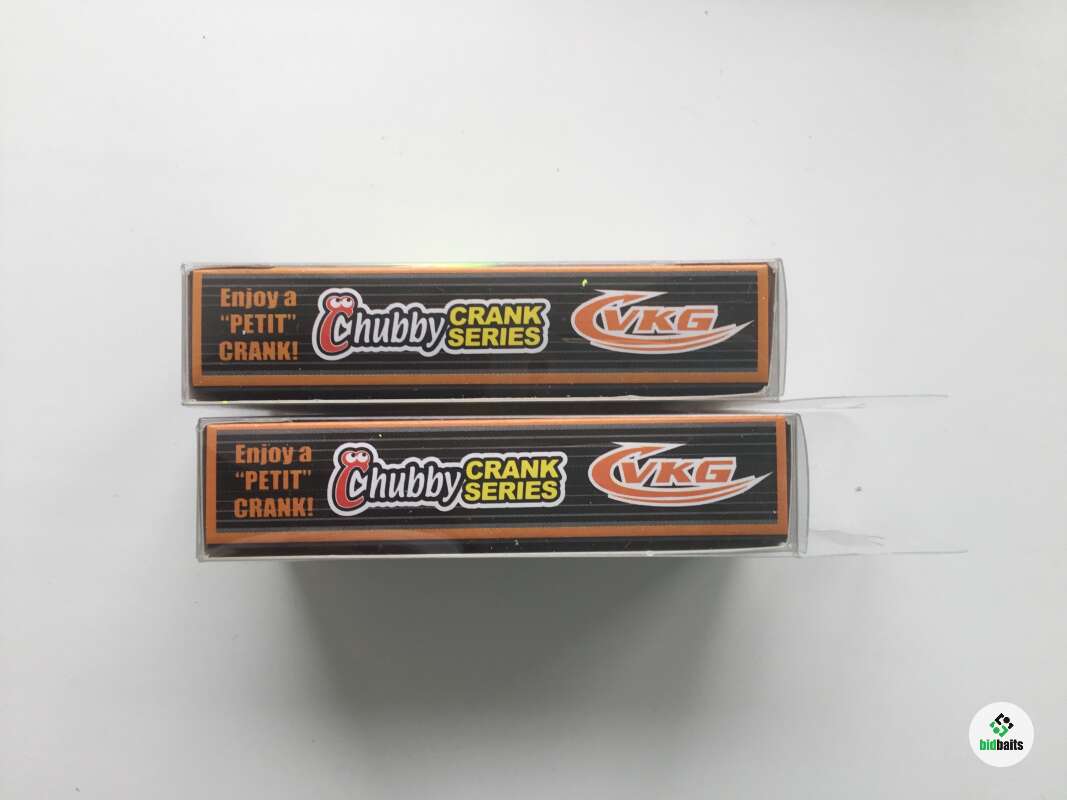 Enjoy a
"PETIT"
CRANK!
Chubby
CRANK
SERIES
VKG
Enjoy a
"PETIT"
CRANK!
Chubby
CRANK
SERIES
VKG
bidbaits